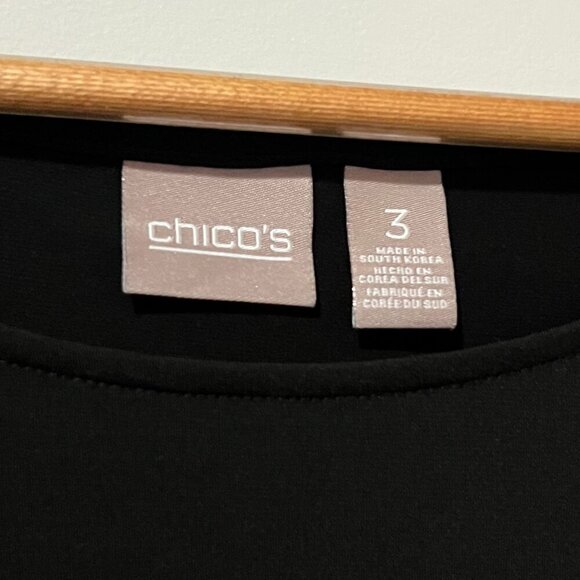 chico's
3
MADE IN
SOUTH KOREA
HECHO EN
COREA DEL SUR
FABRIQUÉ EN
CORÉE DU SUD